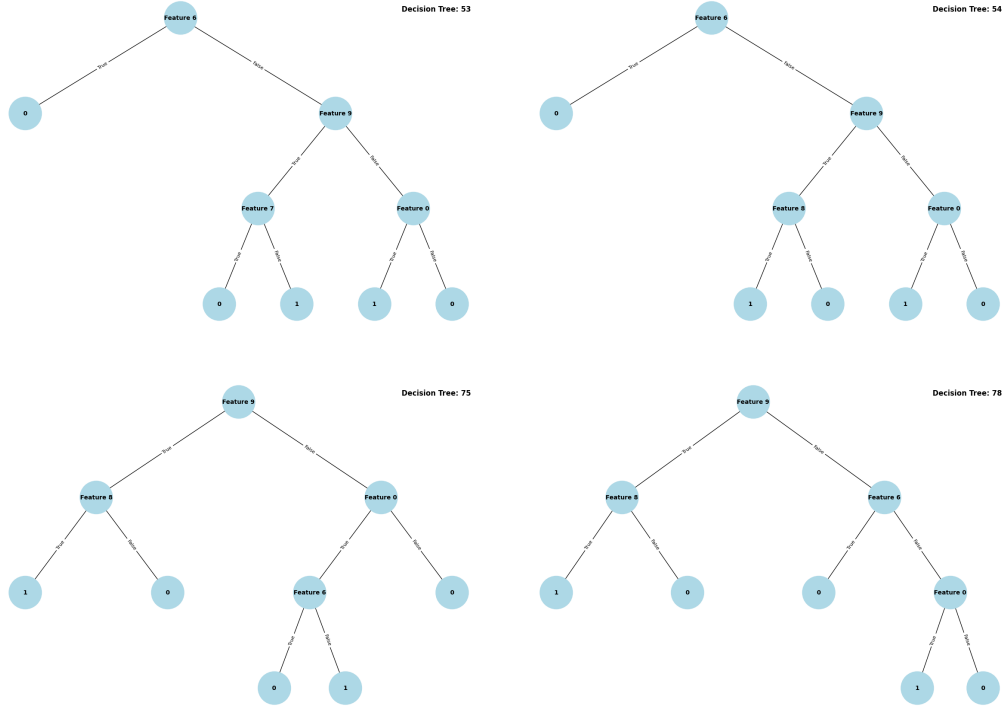 Decision Tree: 53
Feature 6
True
False
0
Feature 9
True
False
Feature 7
Feature 0
True
False
True
False
0
1
1
0
Decision Tree: 54
Feature 6
True
False
0
Feature 9
True
False
Feature 8
Feature 0
True
False
True
False
1
0
1
0
Decision Tree: 75
Feature 9
True
False
Feature 8
Feature 0
True
False
True
False
1
0
Feature 6
0
True
False
0
1
Decision Tree: 78
Feature 9
True
False
Feature 8
Feature 6
True
False
True
False
1
0
0
Feature 0
True
False
1
0